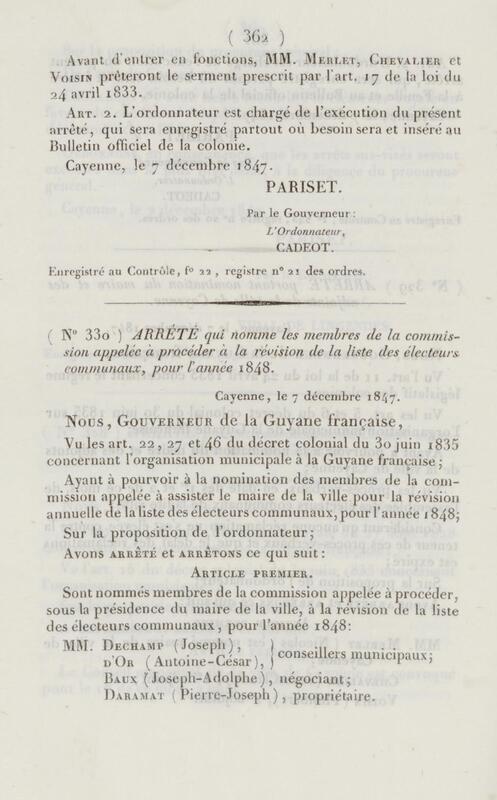 ( 362 )
Avant d'entrer en fonctions, MM. MERLET, CHEVALIER et
VOISIN prêteront le serment prescrit par l'art. 17 de la loi du
24 avril 1833.
ART. 2. L'ordonnateur est chargé de l'exécution du présent
arrêté, qui sera enregistré partout où besoin sera et inséré au
Bulletin officiel de la colonie.
Cayenne, le 7 décembre 1847.
PARISET.
Par le Gouverneur:
L'Ordonnateur,
CADEOT.
Enregistré au Contrôle, f° 22, registre n° 21 des ordres.
( N° 330 ) ARRÊTÉ qui nomme les membres de la commis-
sion appelée à procéder à la révision de la liste des électeurs
communaux, pour l'année 1848.
Cayenne, le 7 décembre 1847.
NOUS, GOUVERNEUR de la Guyane française,
Vu les art. 22, 27 et 46 du décret colonial du 30 juin 1835
concernant l'organisation municipale à la Guyane française;
Ayant à pourvoir à la nomination des membres de la com-
mission appelée à assister le maire de la ville pour la révision
annuelle de la liste des électeurs communaux, pour l'année 1848;
Sur la proposition de l'ordonnateur;
Avons ARRÊTÉ et ARRÊTONS ce qui suit:
ARTICLE PREMIER.
Sont nommés membres de la commission appelée à procéder,
sous la présidence du maire de la ville, à la révision de la liste
des électeurs communaux, pour l'année 1848:
MM. DECHAMP (Joseph), } conseillers municipaux;
D'OR (Antoine-César), }
BAUX (Joseph-Adolphe), négociant;
DARAMAT (Pierre-Joseph), propriétaire.